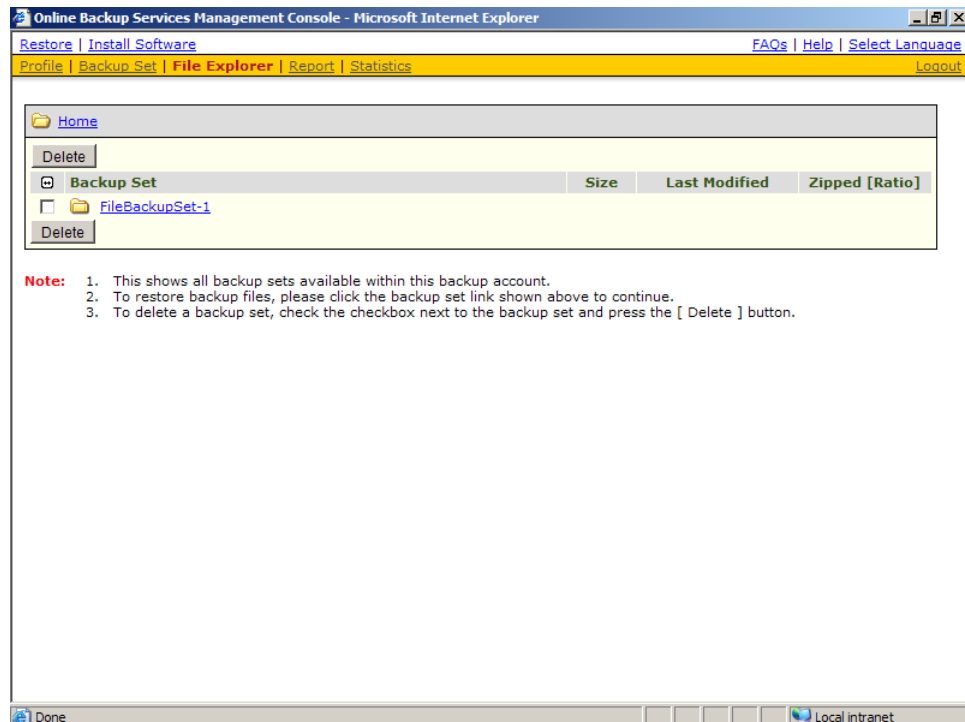 Online Backup Services Management Console - Microsoft Internet Explorer
Restore | Install Software FAQs | Help | Select Language
Profile | Backup Set | File Explorer | Report | Statistics Logout
Home
Delete
Backup Set Size Last Modified Zipped [Ratio]
FileBackupSet-1
Delete
Note: 1. This shows all backup sets available within this backup account.
2. To restore backup files, please click the backup set link shown above to continue.
3. To delete a backup set, check the checkbox next to the backup set and press the [ Delete ] button.
Done Local intranet